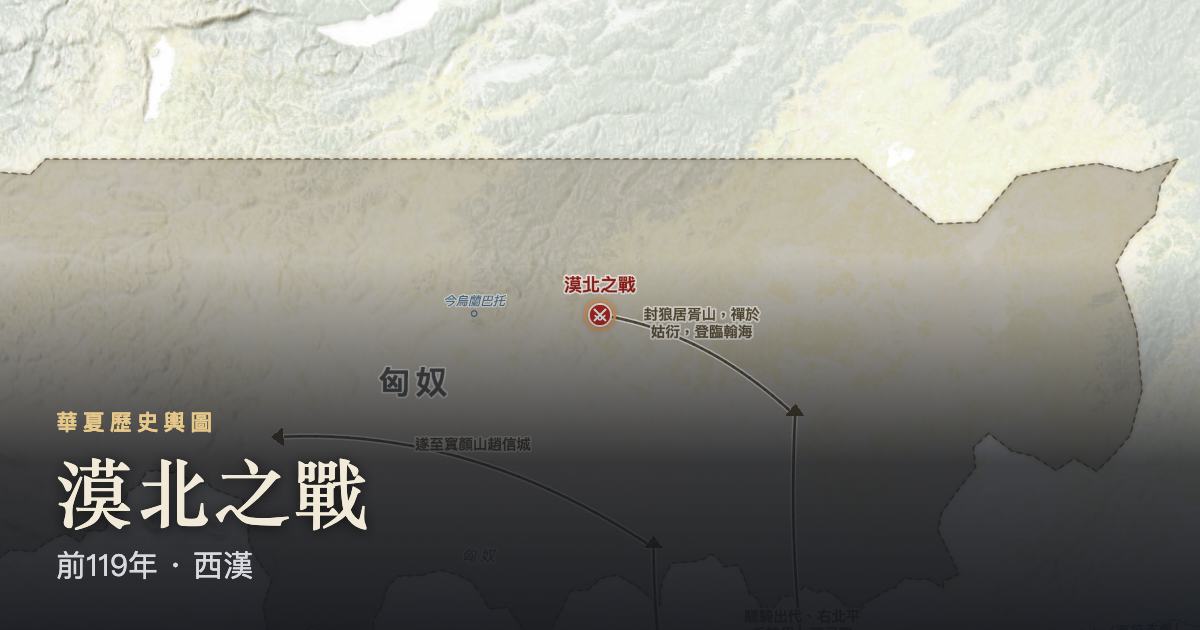 漠北之戰
今烏蘭巴托
封狼居胥山，禪於
姑衍，登臨翰海
匈奴
華夏歷史輿圖
遂至寘顏山趙信城
漠北之戰
前119年 · 西漢
匈奴
驃騎出代、右北平